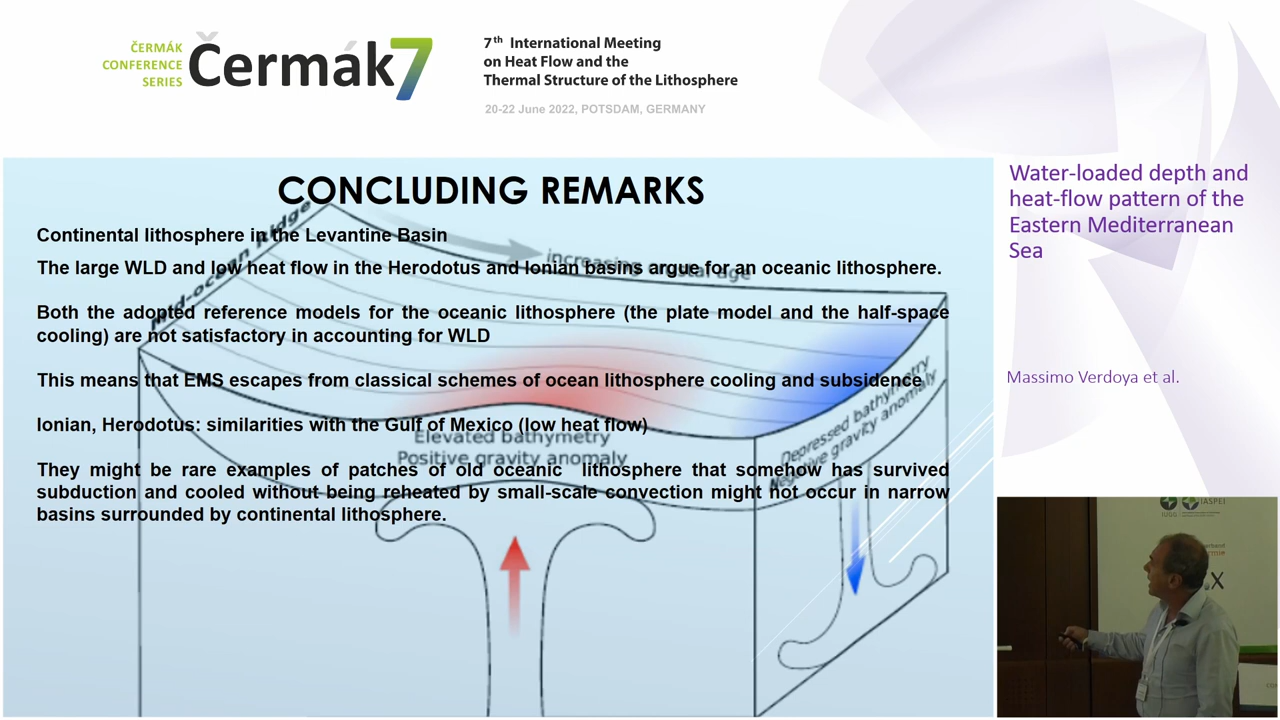 ČERMÁK
CONFERENCE
SERIES
Čermák7
7th International Meeting
on Heat Flow and the
Thermal Structure of the Lithosphere
20-22 June 2022, POTSDAM, GERMANY
CONCLUDING REMARKS
Mid-ocean Ridge
increasing crustal age
Continental lithosphere in the Levantine Basin
The large WLD and low heat flow in the Herodotus and Ionian basins argue for an oceanic lithosphere.
Both the adopted reference models for the oceanic lithosphere (the plate model and the half-space
cooling) are not satisfactory in accounting for WLD
This means that EMS escapes from classical schemes of ocean lithosphere cooling and subsidence
Ionian, Herodotus: similarities with the Gulf of Mexico (low heat flow)
Elevated bathymetry
Positive gravity anomaly
Depressed bathymetry
Negative gravity anomaly
They might be rare examples of patches of old oceanic lithosphere that somehow has survived
subduction and cooled without being reheated by small-scale convection might not occur in narrow
basins surrounded by continental lithosphere.
Water-loaded depth and
heat-flow pattern of the
Eastern Mediterranean
Sea
Massimo Verdoya et al.
IASPEI